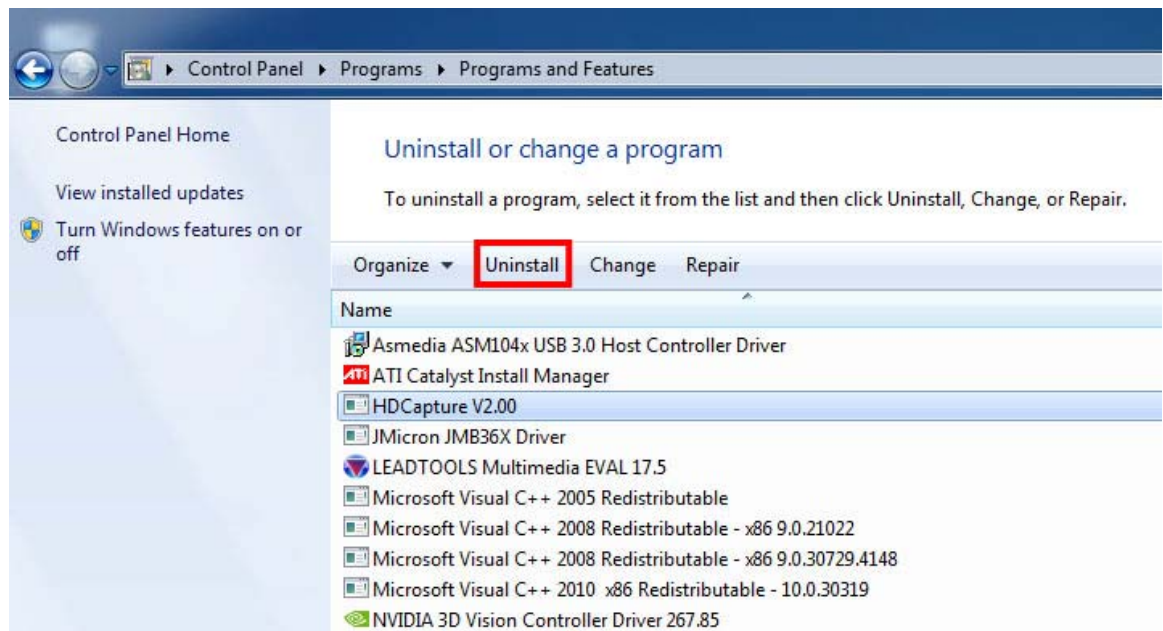 Control Panel Programs Programs and Features
Control Panel Home
View installed updates
Turn Windows features on or
off
Uninstall or change a program
To uninstall a program, select it from the list and then click Uninstall, Change, or Repair.
Organize Uninstall Change Repair
Name
Asmedia ASM104x USB 3.0 Host Controller Driver
ATI ATI Catalyst Install Manager
HDCapture V2.00
JMicron JMB36X Driver
LEADTOOLS Multimedia EVAL 17.5
Microsoft Visual C++ 2005 Redistributable
Microsoft Visual C++ 2008 Redistributable - x86 9.0.21022
Microsoft Visual C++ 2008 Redistributable - x86 9.0.30729.4148
Microsoft Visual C++ 2010 x86 Redistributable - 10.0.30319
NVIDIA 3D Vision Controller Driver 267.85